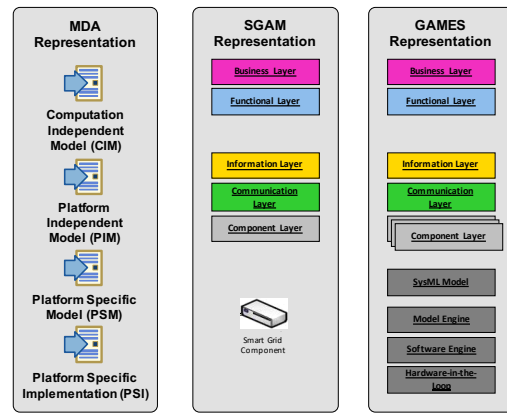 MDA
Representation
Computation
Independent
Model (CIM)
Platform
Independent
Model (PIM)
Platform Specific
Model (PSM)
Platform Specific
Implementation (PSI)
SGAM
Representation
Business Layer
Functional Layer
Information Layer
Communication
Layer
Component Layer
Smart Grid
Component
GAMES
Representation
Business Layer
Functional Layer
Information Layer
Communication
Layer
Component Layer
SysML Model
Model Engine
Software Engine
Hardware-in-the-
Loop